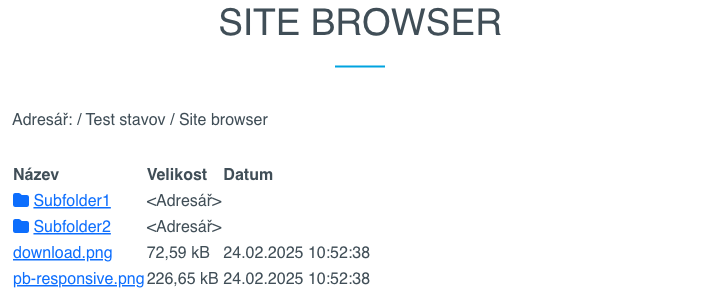 SITE BROWSER
Adresář: / Test stavov / Site browser
Název Velikost Datum
Subfolder1 <Adresář>
Subfolder2 <Adresář>
download.png 72,59 kB 24.02.2025 10:52:38
pb-responsive.png 226,65 kB 24.02.2025 10:52:38